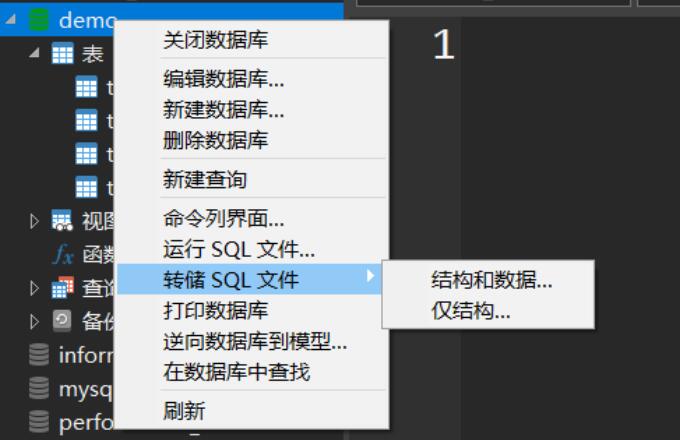 demo
表
t
t
t
t
视图
fx 函数
查询
备份
infor
mysq
perfo
1
关闭数据库
编辑数据库...
新建数据库...
删除数据库
新建查询
命令列界面...
运行 SQL 文件...
转储 SQL 文件
结构和数据...
仅结构...
打印数据库
逆向数据库到模型...
在数据库中查找
刷新